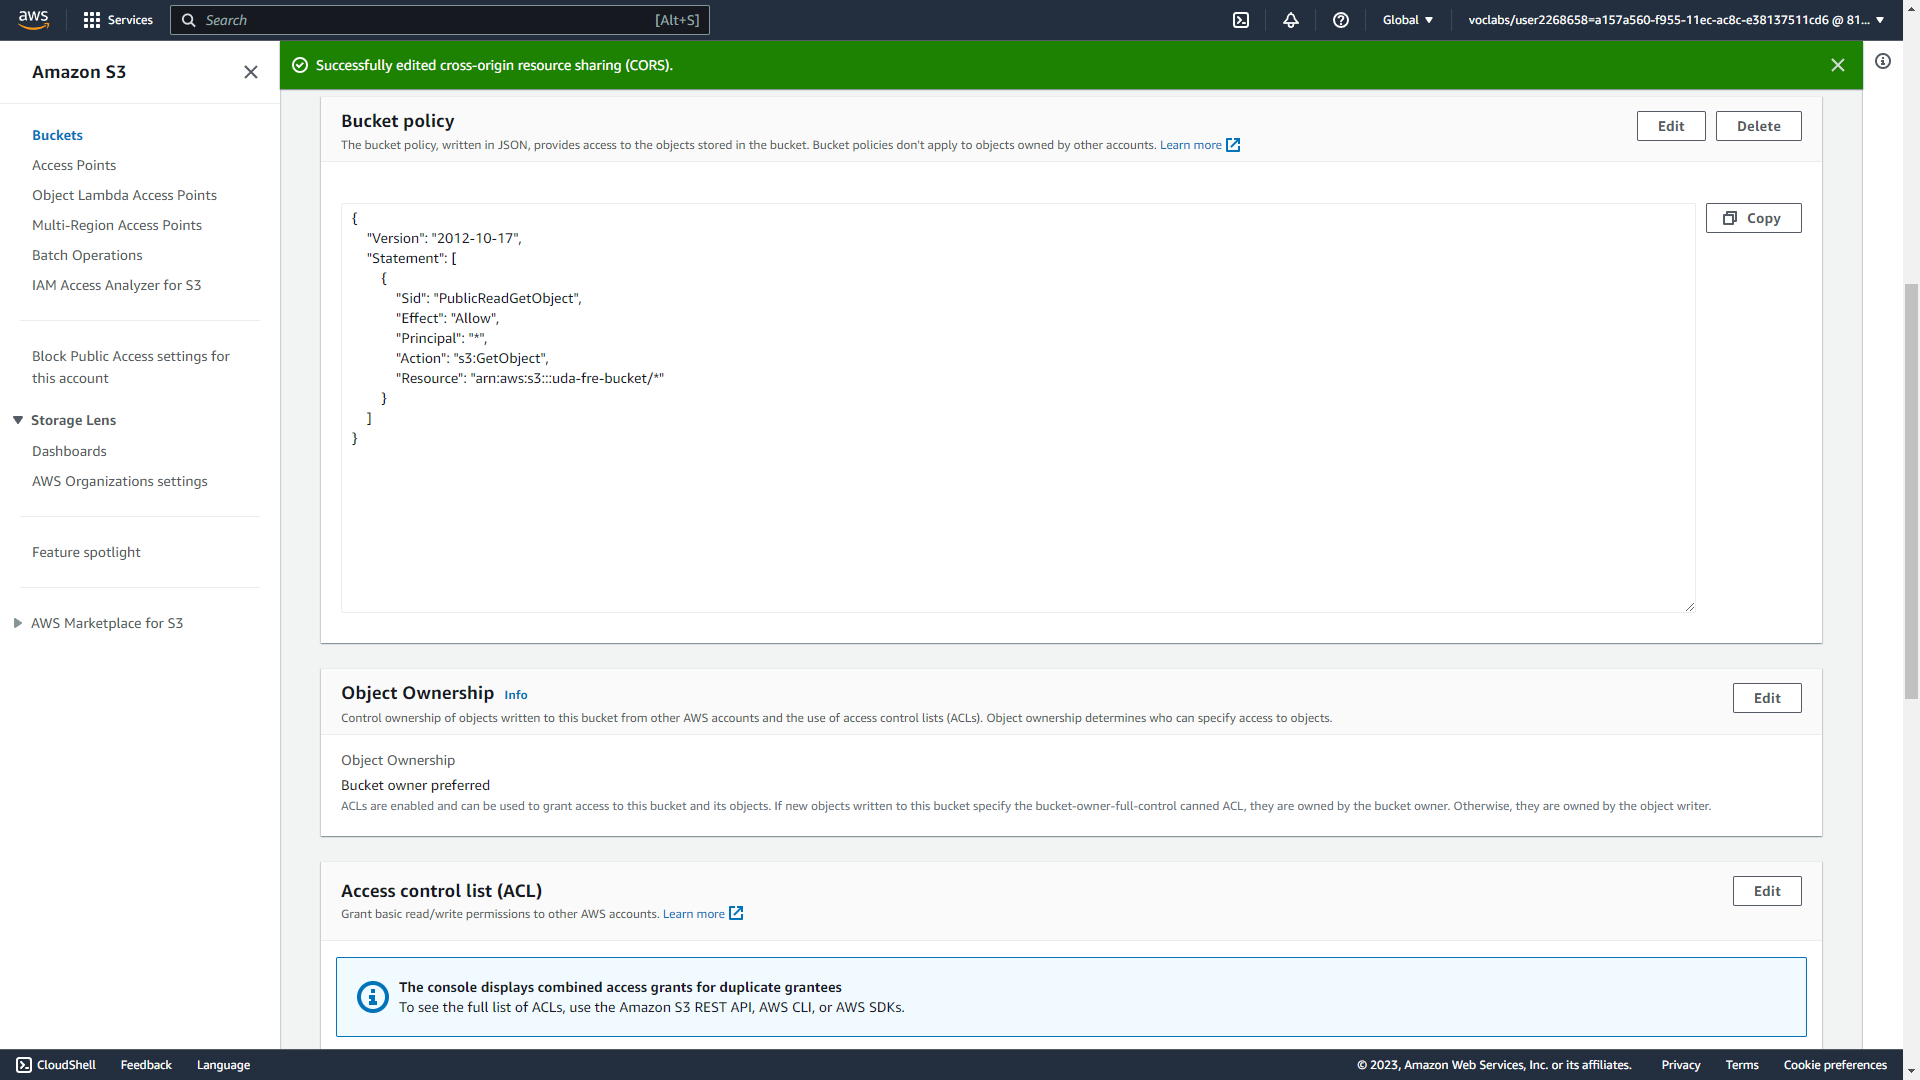 aws
Services
Search
[Alt+S]
Global
voclabs/user2268658=a157a560-f955-11ec-ac8c-e38137511cd6 @ 81...
Amazon S3
Buckets
Access Points
Object Lambda Access Points
Multi-Region Access Points
Batch Operations
IAM Access Analyzer for S3
Block Public Access settings for
this account
Storage Lens
Dashboards
AWS Organizations settings
Feature spotlight
AWS Marketplace for S3
Successfully edited cross-origin resource sharing (CORS).
Bucket policy
Edit
Delete
The bucket policy, written in JSON, provides access to the objects stored in the bucket. Bucket policies don't apply to objects owned by other accounts. Learn more
Copy
{
"Version": "2012-10-17",
"Statement": [
{
"Sid": "PublicReadGetObject",
"Effect": "Allow",
"Principal": "*",
"Action": "s3:GetObject",
"Resource": "arn:aws:s3:::uda-fre-bucket/*"
}
]
}
Object Ownership Info
Edit
Control ownership of objects written to this bucket from other AWS accounts and the use of access control lists (ACLs). Object ownership determines who can specify access to objects.
Object Ownership
Bucket owner preferred
ACLs are enabled and can be used to grant access to this bucket and its objects. If new objects written to this bucket specify the bucket-owner-full-control canned ACL, they are owned by the bucket owner. Otherwise, they are owned by the object writer.
Access control list (ACL)
Edit
Grant basic read/write permissions to other AWS accounts. Learn more
The console displays combined access grants for duplicate grantees
To see the full list of ACLs, use the Amazon S3 REST API, AWS CLI, or AWS SDKs.
CloudShell
Feedback
Language
© 2023, Amazon Web Services, Inc. or its affiliates.
Privacy
Terms
Cookie preferences